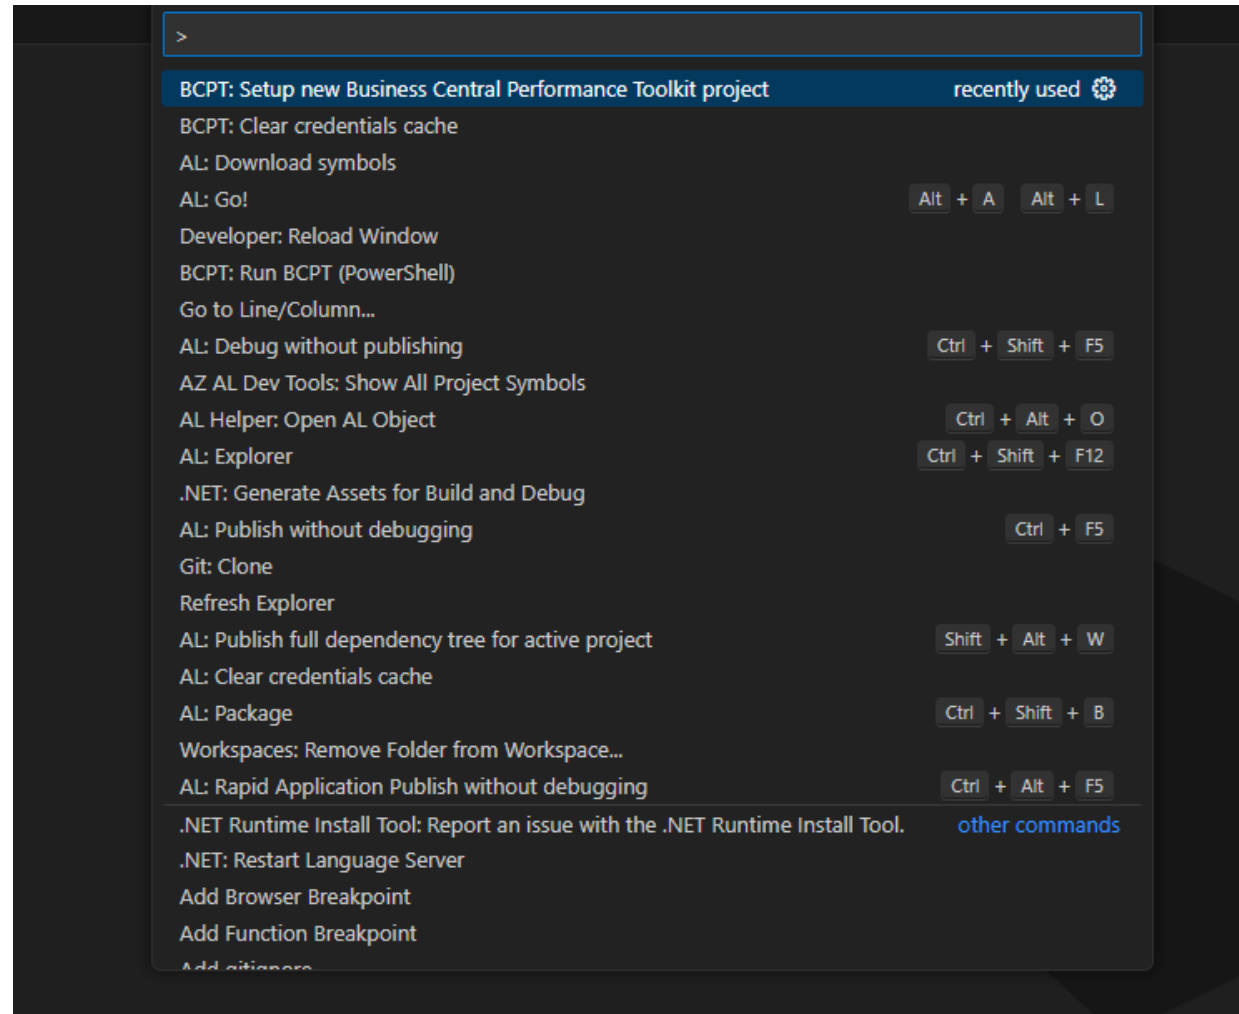 >
BCPT: Setup new Business Central Performance Toolkit project recently used
BCPT: Clear credentials cache
AL: Download symbols
AL: Go! Alt + A Alt + L
Developer: Reload Window
BCPT: Run BCPT (PowerShell)
Go to Line/Column...
AL: Debug without publishing Ctrl + Shift + F5
AZ AL Dev Tools: Show All Project Symbols
AL Helper: Open AL Object Ctrl + Alt + O
AL: Explorer Ctrl + Shift + F12
.NET: Generate Assets for Build and Debug
AL: Publish without debugging Ctrl + F5
Git: Clone
Refresh Explorer
AL: Publish full dependency tree for active project Shift + Alt + W
AL: Clear credentials cache
AL: Package Ctrl + Shift + B
Workspaces: Remove Folder from Workspace...
AL: Rapid Application Publish without debugging Ctrl + Alt + F5
.NET Runtime Install Tool: Report an issue with the .NET Runtime Install Tool. other commands
.NET: Restart Language Server
Add Browser Breakpoint
Add Function Breakpoint
Add gitignore